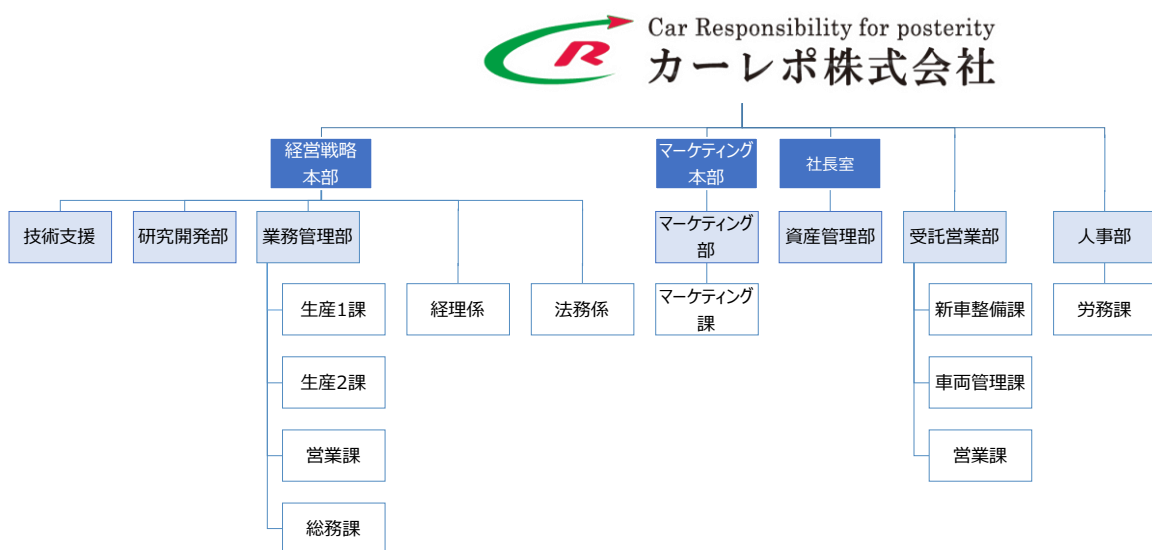 Car Responsibility for posterity
カーレポ株式会社
経営戦略
本部
マーケティング
本部
社長室
技術支援
研究開発部
業務管理部
マーケティング
部
資産管理部
受託営業部
人事部
生産1課
経理係
法務係
マーケティング
課
新車整備課
労務課
生産2課
車両管理課
営業課
営業課
総務課